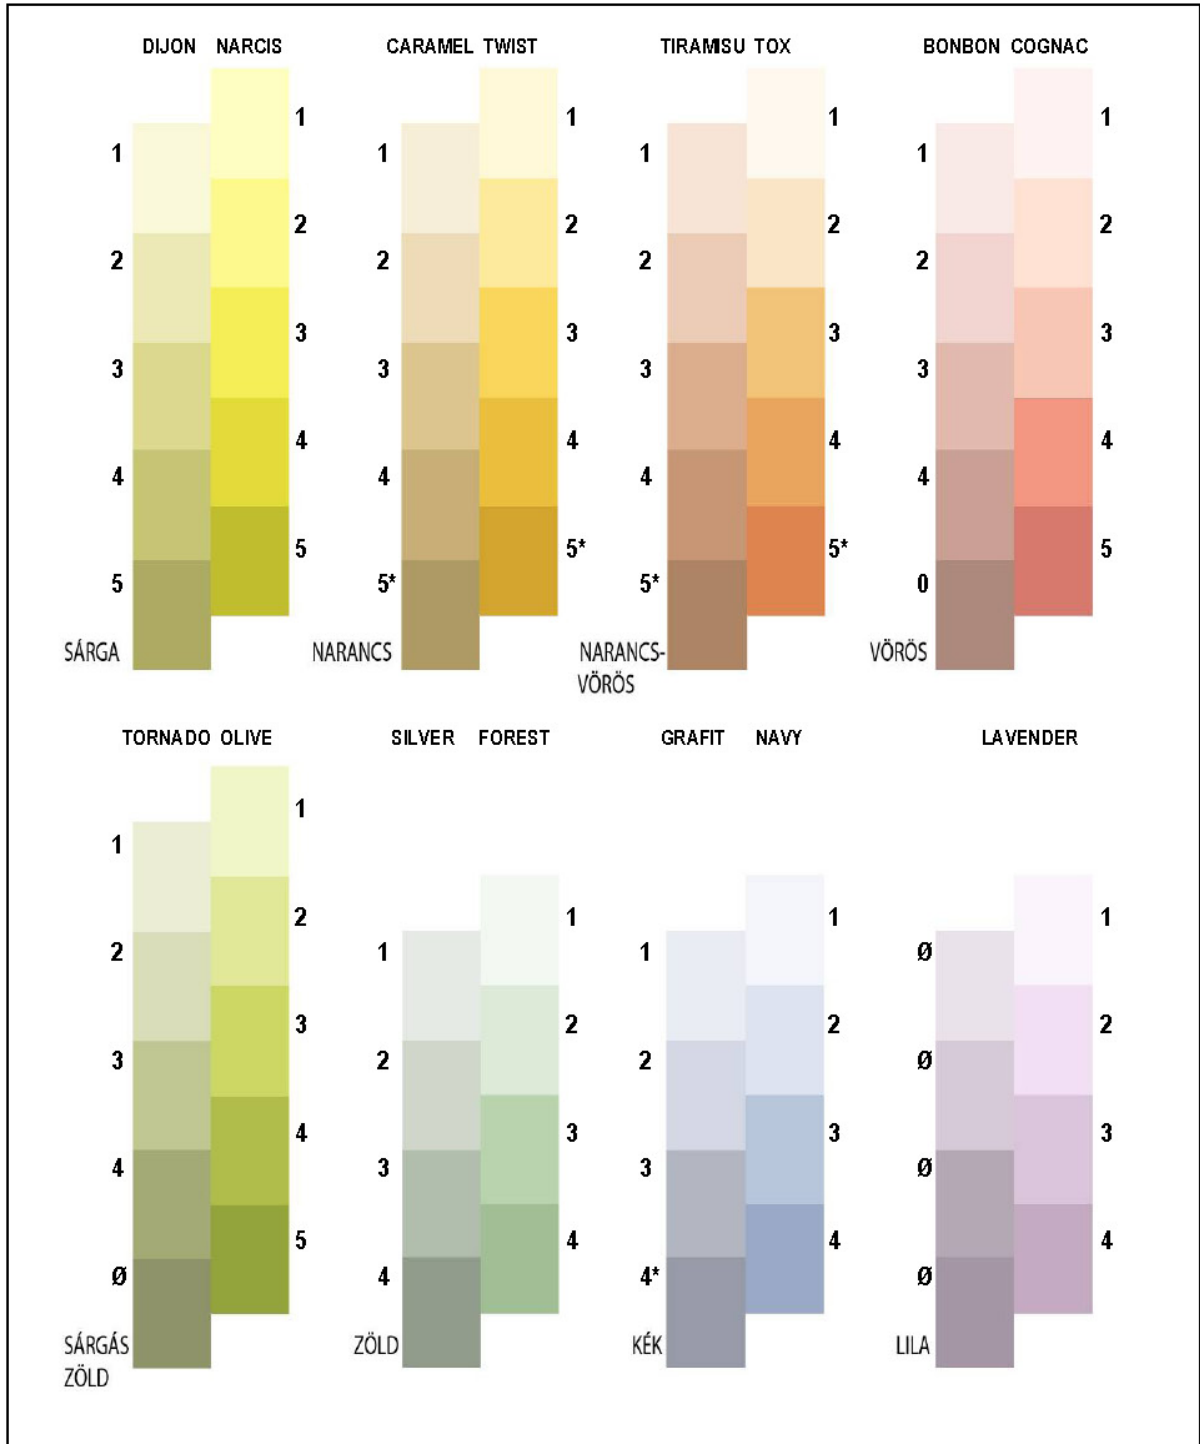 DIJON NARCIS CARAMEL TWIST TIRAMISU TOX BONBON COGNAC
1 1 1 1
1 1 1 1
2 2 2 2
2 2 2 2
3 3 3 3
3 3 3 3
4 4 4 4
4 4 4 4
5 5* 5* 5
5 5* 5* 0
SÁRGA NARANCS NARANCS-VÖRÖS VÖRÖS
TORNADO OLIVE SILVER FOREST GRAFIT NAVY LAVENDER
1
1
2 1 1 1
2 1 1 Ø
3 2 2 2
3 2 2 Ø
4 3 3 3
4 3 3 Ø
5 4 4 4
Ø 4 4* Ø
SÁRGÁS ZÖLD ZÖLD KÉK LILA